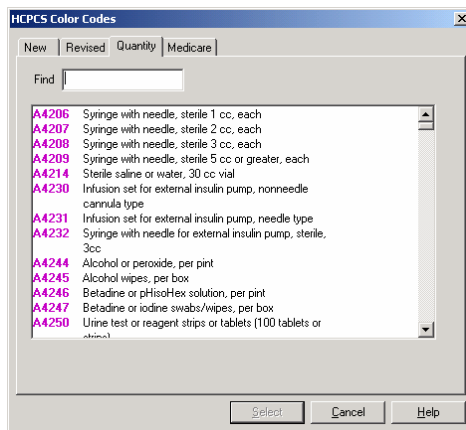 HCPCS Color Codes
New Revised Quantity Medicare
Find
A4206 Syringe with needle, sterile 1 cc, each
A4207 Syringe with needle, sterile 2 cc, each
A4208 Syringe with needle, sterile 3 cc, each
A4209 Syringe with needle, sterile 5 cc or greater, each
A4214 Sterile saline or water, 30 cc vial
A4230 Infusion set for external insulin pump, nonneedle
cannula type
A4231 Infusion set for external insulin pump, needle type
A4232 Syringe with needle for external insulin pump, sterile,
3cc
A4244 Alcohol or peroxide, per pint
A4245 Alcohol wipes, per box
A4246 Betadine or pHisoHex solution, per pint
A4247 Betadine or iodine swabs/wipes, per box
A4250 Urine test or reagent strips or tablets (100 tablets or
strips)
Select Cancel Help